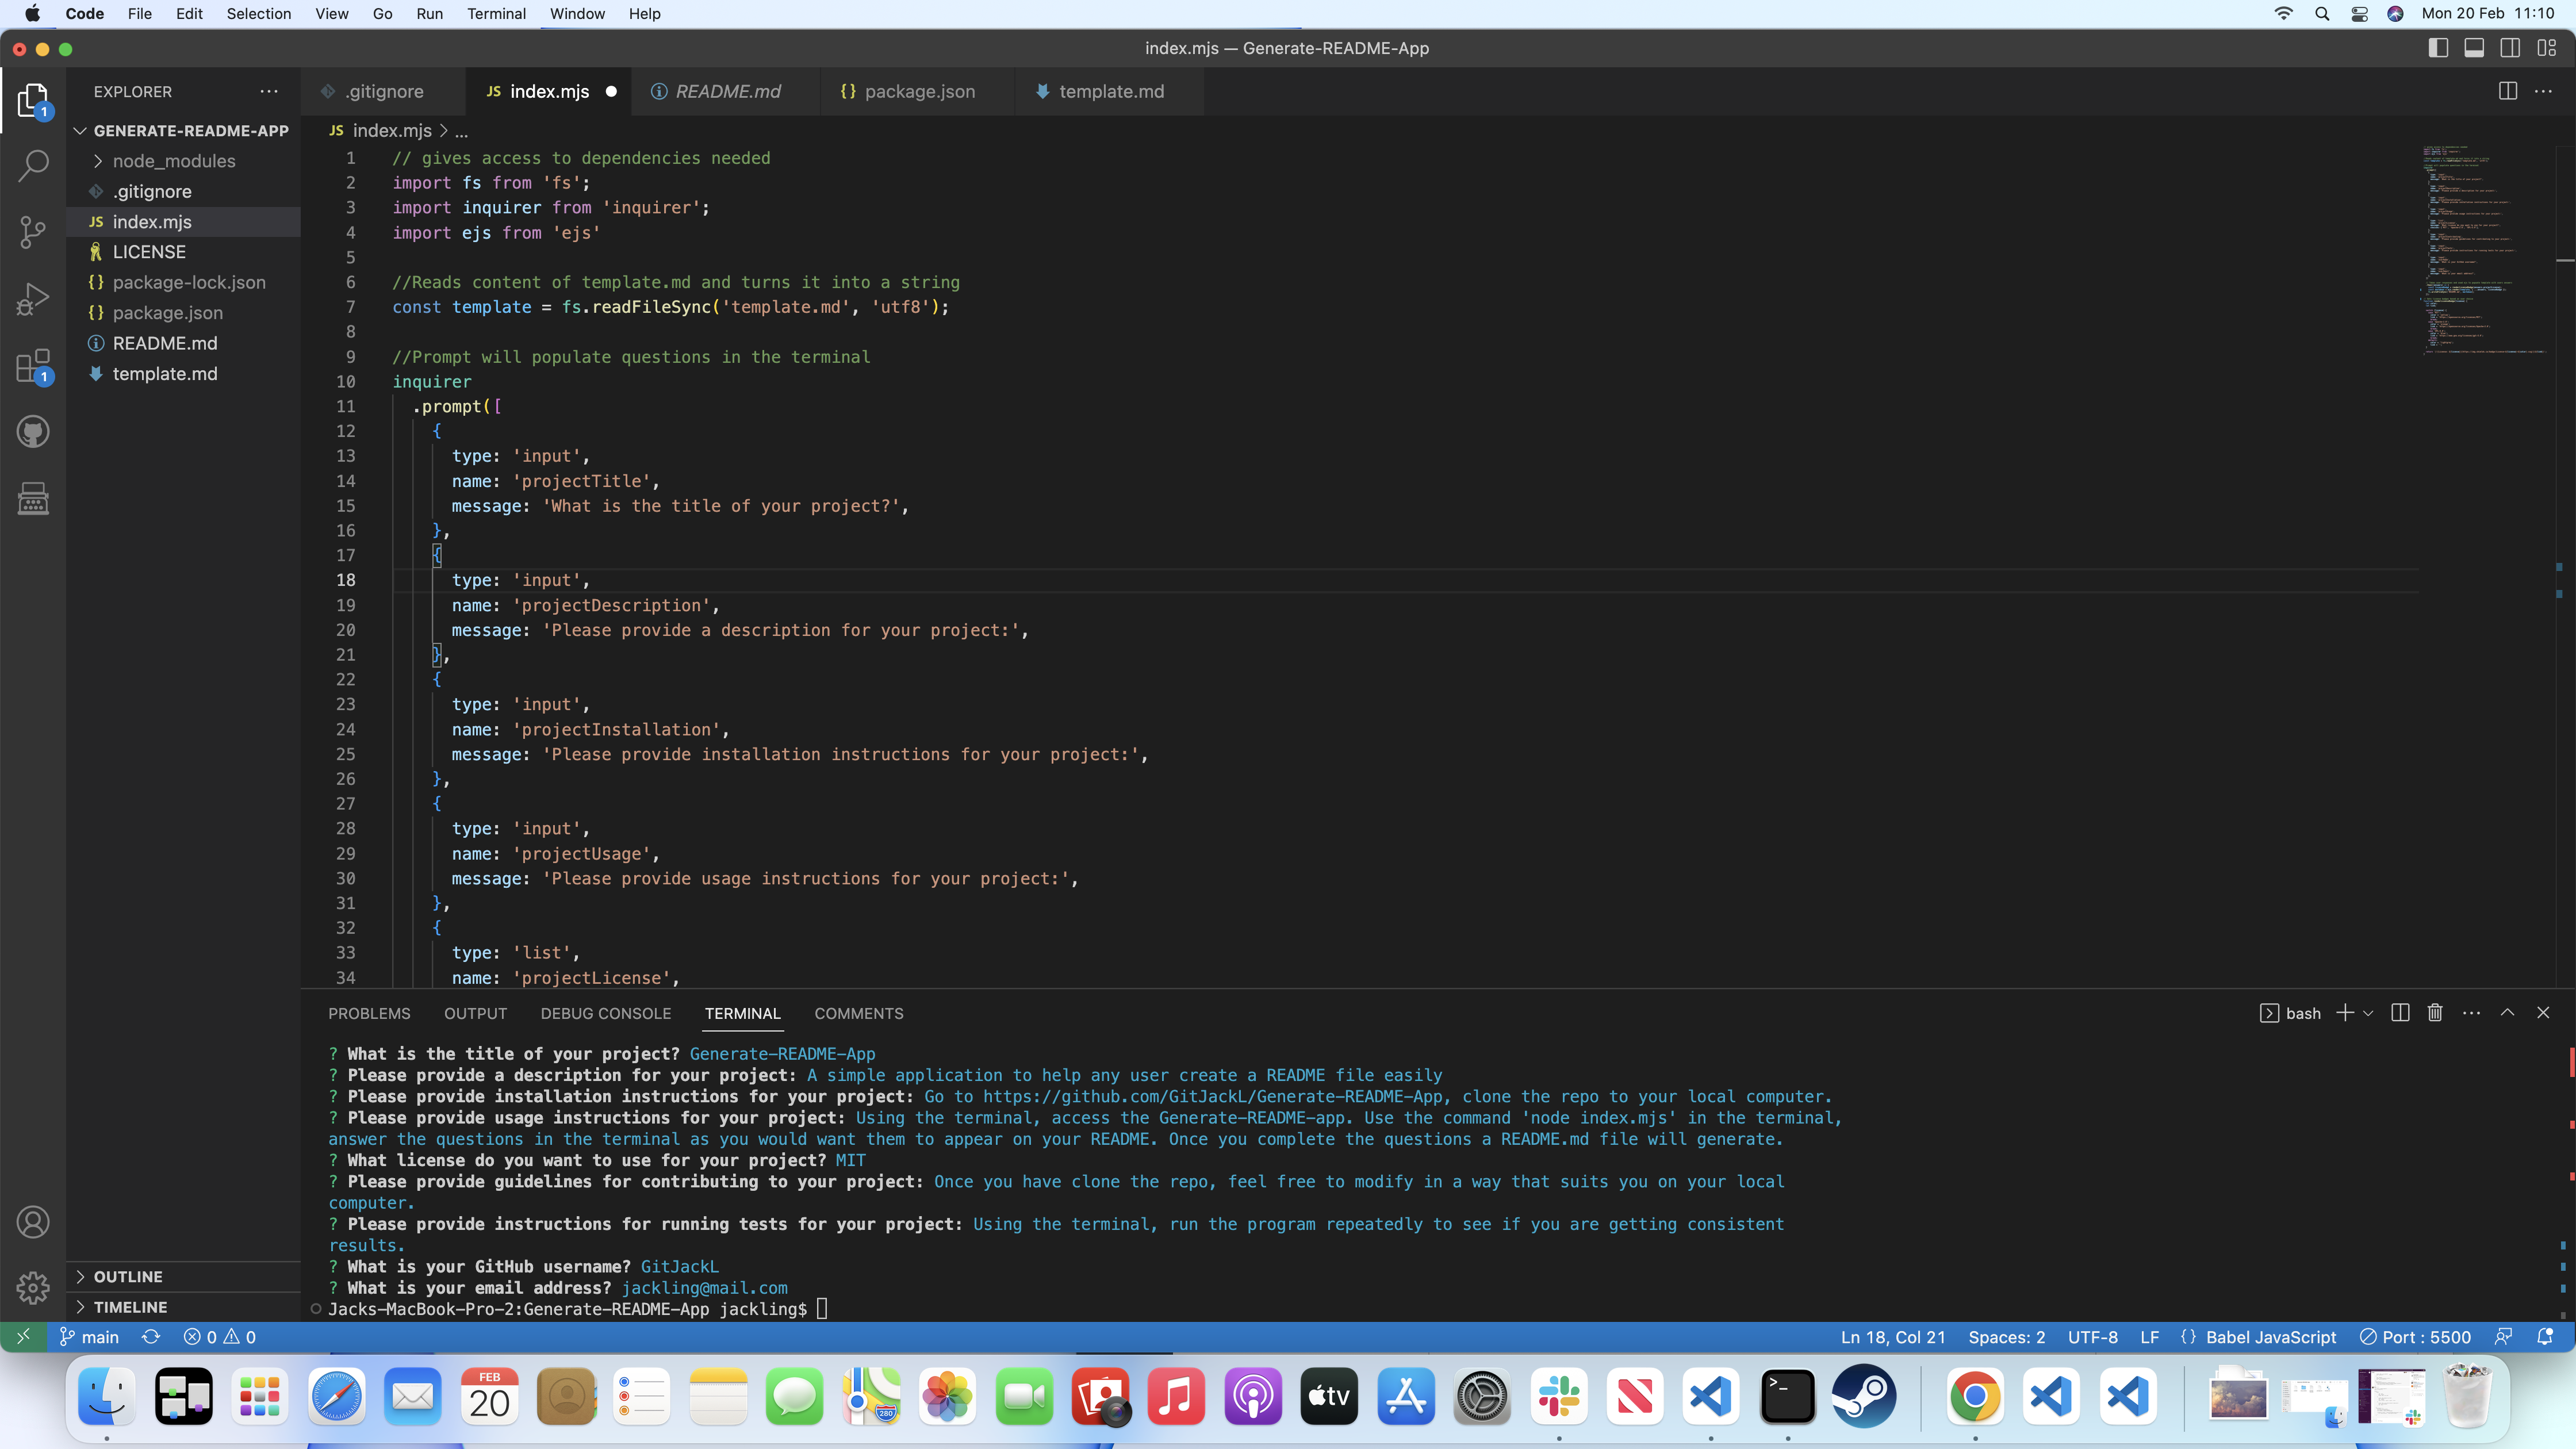 Code File Edit Selection View Go Run Terminal Window Help Mon 20 Feb 11:10
index.mjs — Generate-README-App
EXPLORER
.gitignore
JS index.mjs
README.md
{} package.json
template.md
1
GENERATE-README-APP
node_modules
.gitignore
JS index.mjs
LICENSE
{} package-lock.json
{} package.json
README.md
template.md
1
OUTLINE
TIMELINE
JS index.mjs > ...
1 // gives access to dependencies needed
2 import fs from 'fs';
3 import inquirer from 'inquirer';
4 import ejs from 'ejs'
5
6 //Reads content of template.md and turns it into a string
7 const template = fs.readFileSync('template.md', 'utf8');
8
9 //Prompt will populate questions in the terminal
10 inquirer
11 .prompt([
12 {
13 type: 'input',
14 name: 'projectTitle',
15 message: 'What is the title of your project?',
16 },
17 {
18 type: 'input',
19 name: 'projectDescription',
20 message: 'Please provide a description for your project:',
21 },
22 {
23 type: 'input',
24 name: 'projectInstallation',
25 message: 'Please provide installation instructions for your project:',
26 },
27 {
28 type: 'input',
29 name: 'projectUsage',
30 message: 'Please provide usage instructions for your project:',
31 },
32 {
33 type: 'list',
34 name: 'projectLicense',
PROBLEMS OUTPUT DEBUG CONSOLE TERMINAL COMMENTS bash
? What is the title of your project? Generate-README-App
? Please provide a description for your project: A simple application to help any user create a README file easily
? Please provide installation instructions for your project: Go to https://github.com/GitJackL/Generate-README-App, clone the repo to your local computer.
? Please provide usage instructions for your project: Using the terminal, access the Generate-README-app. Use the command 'node index.mjs' in the terminal,
answer the questions in the terminal as you would want them to appear on your README. Once you complete the questions a README.md file will generate.
? What license do you want to use for your project? MIT
? Please provide guidelines for contributing to your project: Once you have clone the repo, feel free to modify in a way that suits you on your local
computer.
? Please provide instructions for running tests for your project: Using the terminal, run the program repeatedly to see if you are getting consistent
results.
? What is your GitHub username? GitJackL
? What is your email address? jackling@mail.com
Jacks-MacBook-Pro-2:Generate-README-App jackling$
main 0 0 Ln 18, Col 21 Spaces: 2 UTF-8 LF {} Babel JavaScript Port : 5500
FEB
20
280
tv
>_